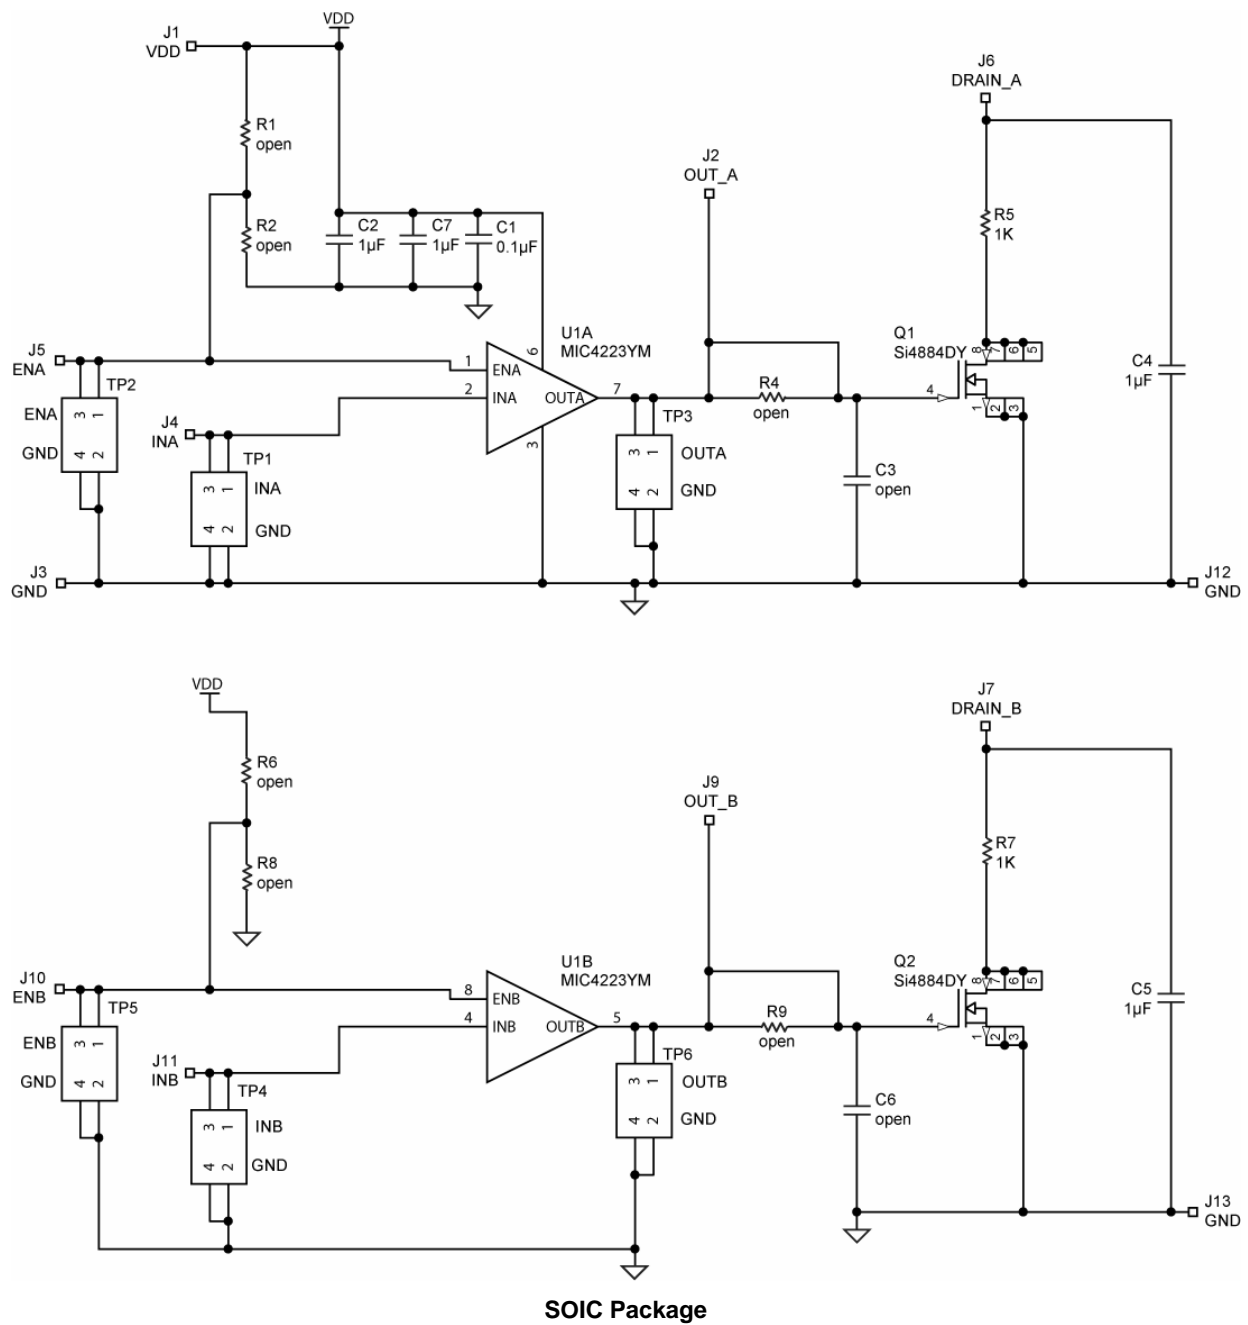 VDD
J1
VDD
R1
open
R2
open
C2
1µF
C7
1µF
C1
0.1µF
J6
DRAIN_A
J2
OUT_A
R5
1K
J5
ENA
TP2
ENA
3 1
GND
4 2
J4
INA
TP1
3 1
INA
4 2
GND
U1A
MIC4223YM
1
ENA
2
INA
OUTA
6
3
7
TP3
3 1
OUTA
4 2
GND
R4
open
C3
open
Q1
Si4884DY
8 7 6 5
4
1 2 3
C4
1µF
J3
GND
J12
GND
VDD
R6
open
R8
open
J7
DRAIN_B
J9
OUT_B
R7
1K
J10
ENB
TP5
ENB
3 1
GND
4 2
J11
INB
TP4
3 1
INB
4 2
GND
U1B
MIC4223YM
8
ENB
4
INB
OUTB
5
TP6
3 1
OUTB
4 2
GND
R9
open
C6
open
Q2
Si4884DY
8 7 6 5
4
1 2 3
C5
1µF
J13
GND
SOIC Package